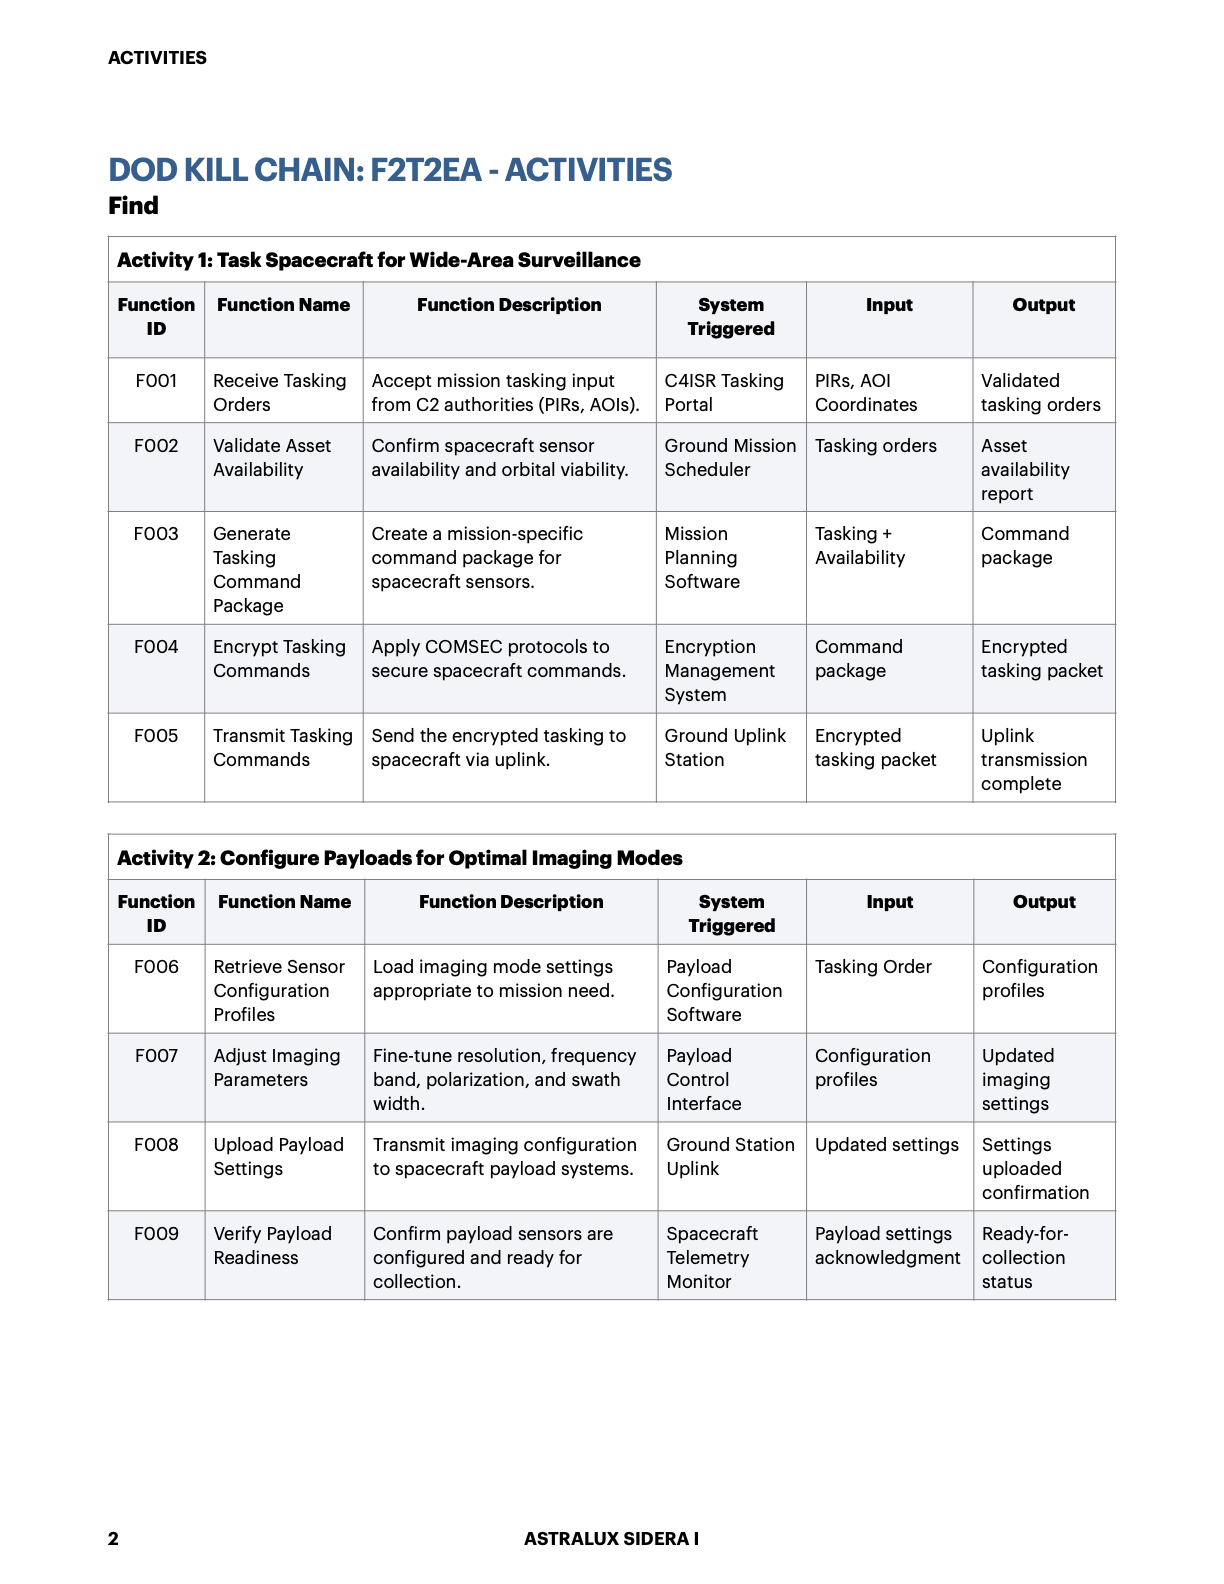 ACTIVITIES
DOD KILL CHAIN: F2T2EA - ACTIVITIES
Find
Activity 1: Task Spacecraft for Wide-Area Surveillance
Function ID | Function Name | Function Description | System Triggered | Input | Output
F001 | Receive Tasking Orders | Accept mission tasking input from C2 authorities (PIRs, AOIs). | C4ISR Tasking Portal | PIRs, AOI Coordinates | Validated tasking orders
F002 | Validate Asset Availability | Confirm spacecraft sensor availability and orbital viability. | Ground Mission Scheduler | Tasking orders | Asset availability report
F003 | Generate Tasking Command Package | Create a mission-specific command package for spacecraft sensors. | Mission Planning Software | Tasking + Availability | Command package
F004 | Encrypt Tasking Commands | Apply COMSEC protocols to secure spacecraft commands. | Encryption Management System | Command package | Encrypted tasking packet
F005 | Transmit Tasking Commands | Send the encrypted tasking to spacecraft via uplink. | Ground Uplink Station | Encrypted tasking packet | Uplink transmission complete
Activity 2: Configure Payloads for Optimal Imaging Modes
Function ID | Function Name | Function Description | System Triggered | Input | Output
F006 | Retrieve Sensor Configuration Profiles | Load imaging mode settings appropriate to mission need. | Payload Configuration Software | Tasking Order | Configuration profiles
F007 | Adjust Imaging Parameters | Fine-tune resolution, frequency band, polarization, and swath width. | Payload Control Interface | Configuration profiles | Updated imaging settings
F008 | Upload Payload Settings | Transmit imaging configuration to spacecraft payload systems. | Ground Station Uplink | Updated settings | Settings uploaded confirmation
F009 | Verify Payload Readiness | Confirm payload sensors are configured and ready for collection. | Spacecraft Telemetry Monitor | Payload settings acknowledgment | Ready-for-collection status
2 ASTRALUX SIDERA I